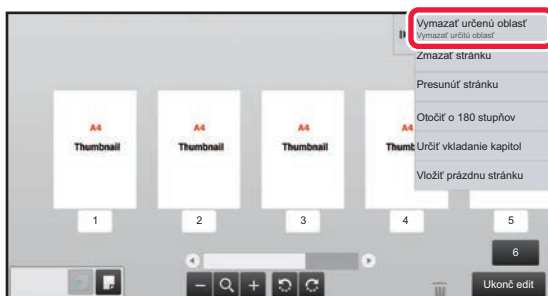 Vymazať určenú oblasť
Vymazať určitú oblasť
Zmazať stránku
Presunúť stránku
Otočiť o 180 stupňov
Určiť vkladanie kapitol
Vložiť prázdnu stránku
A4
Thumbnail
A4
Thumbnail
A4
Thumbnail
A4
Thumb
1
2
3
4
5
6
Ukonč edit